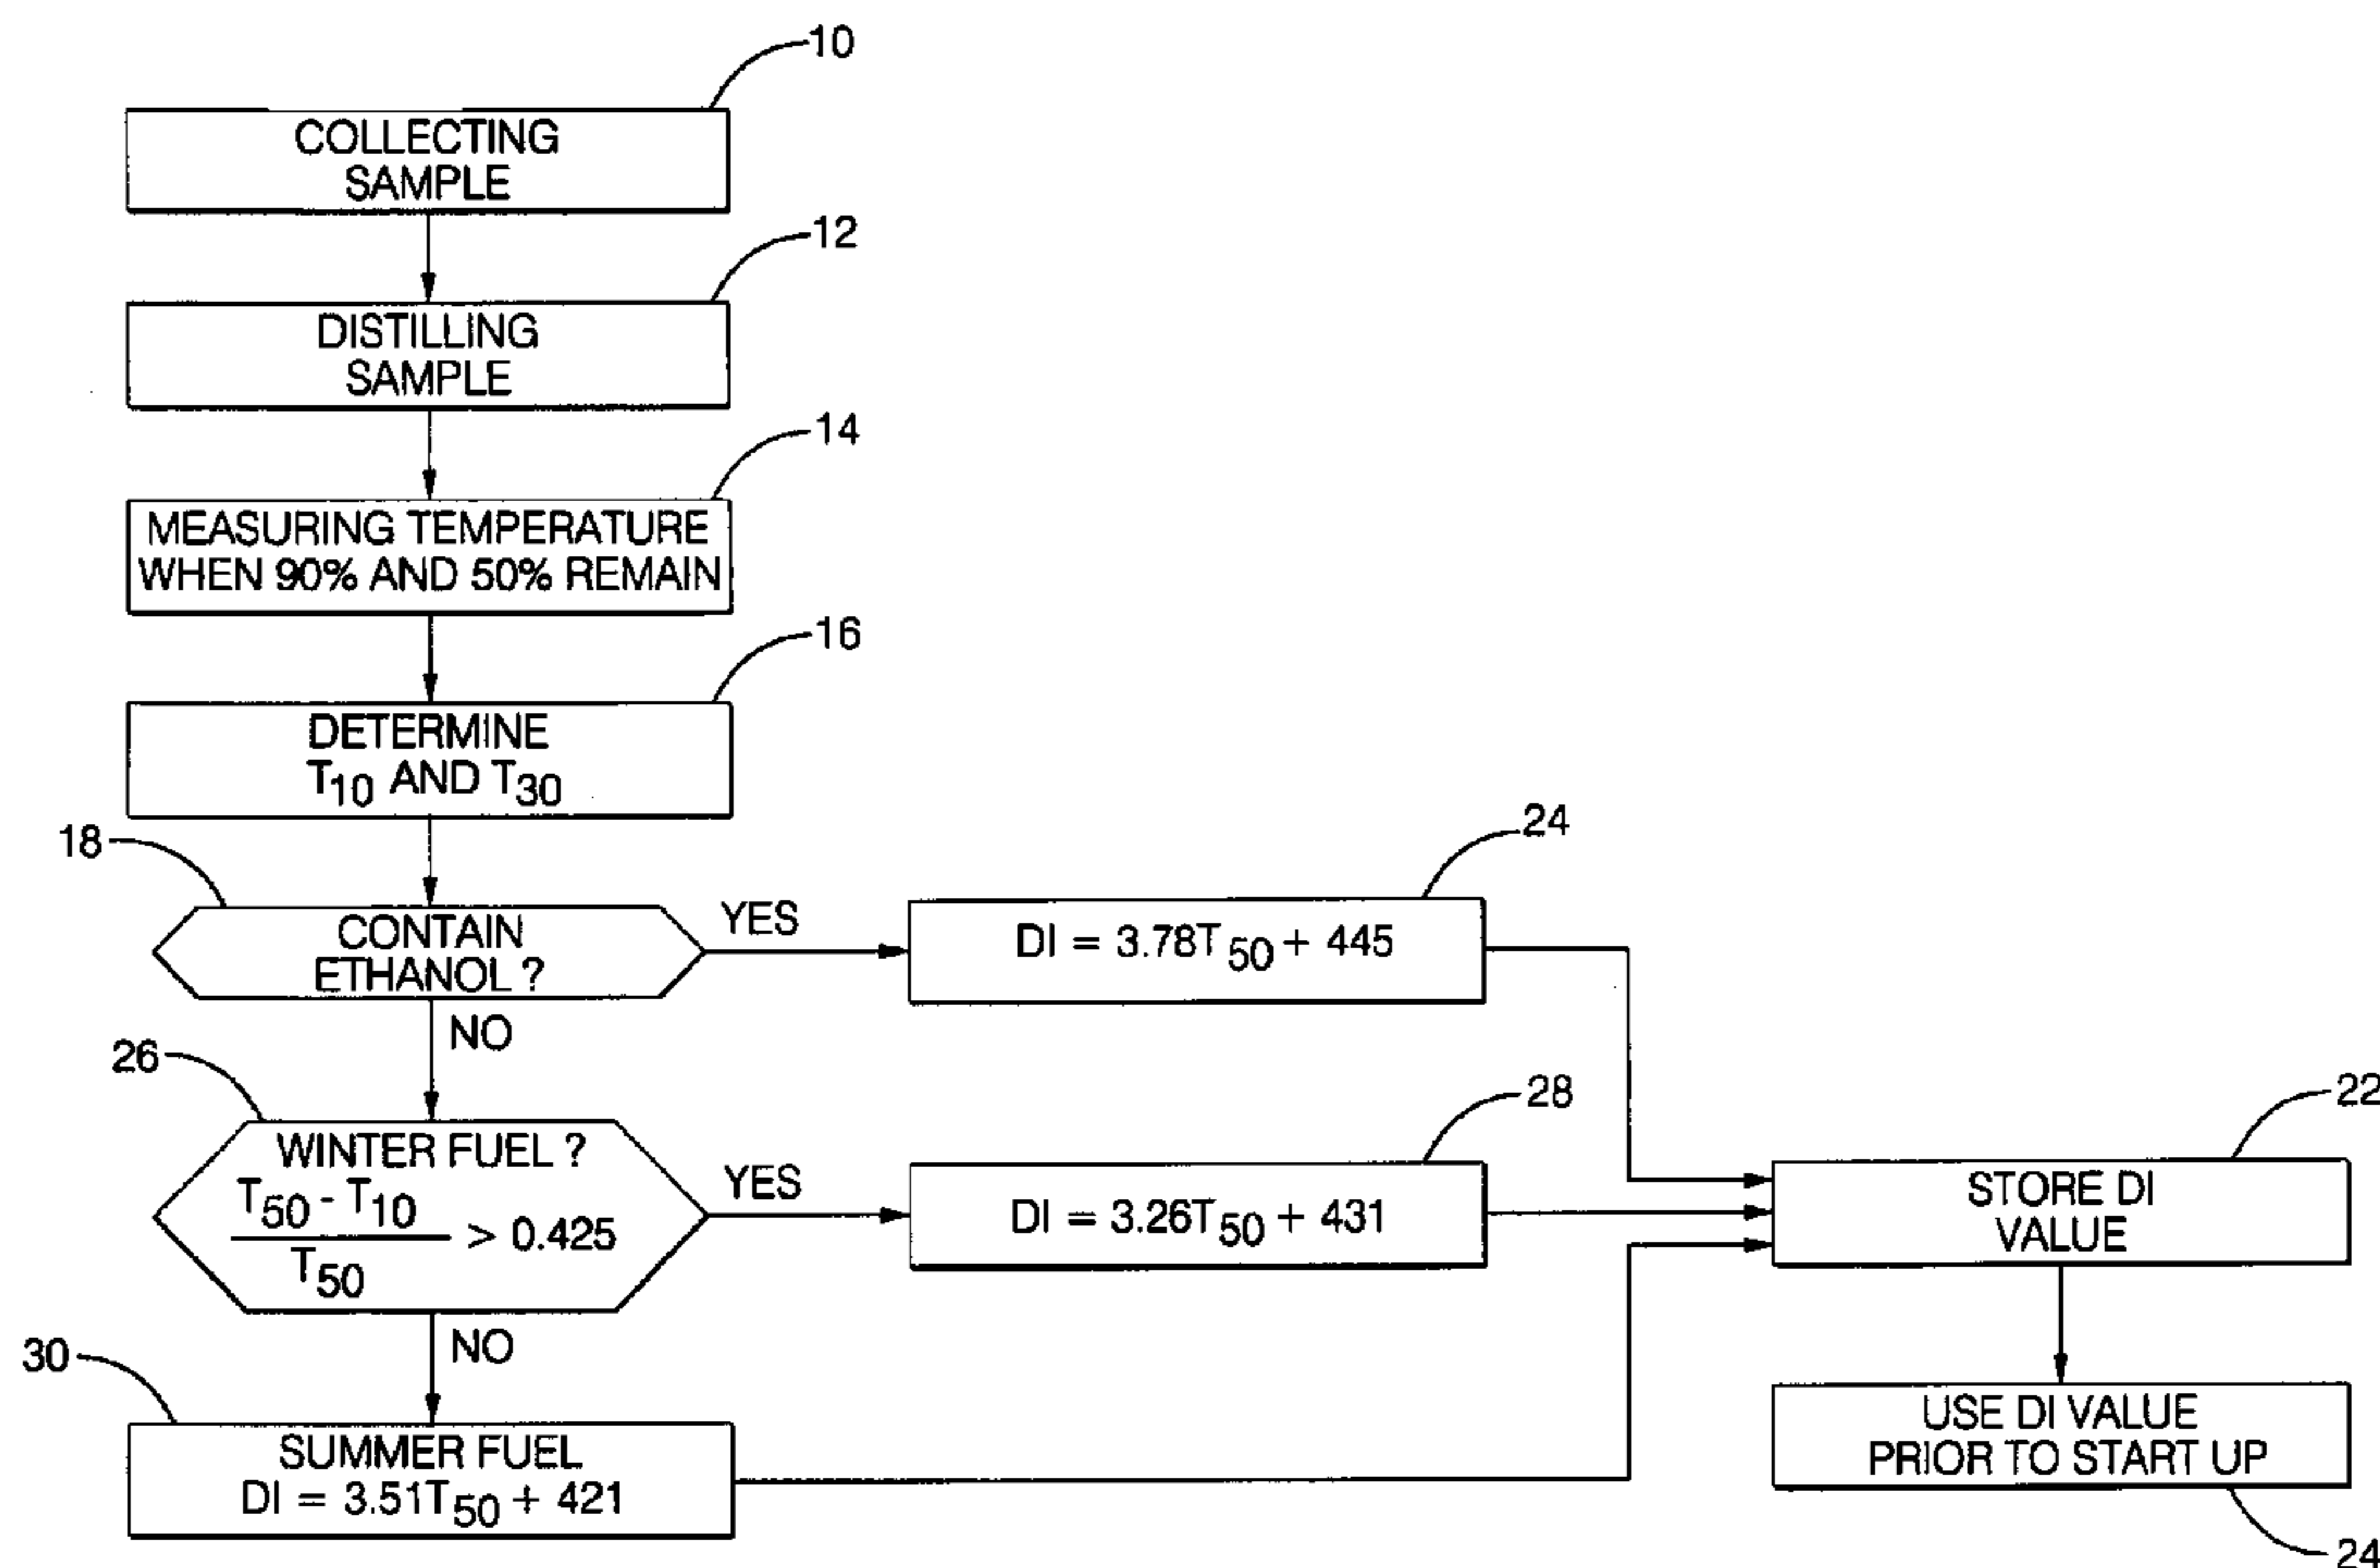 10
COLLECTING
SAMPLE
12
DISTILLING
SAMPLE
14
MEASURING TEMPERATURE
WHEN 90% AND 50% REMAIN
16
DETERMINE
T10 AND T30
18
CONTAIN
ETHANOL ?
YES
24
DI = 3.78T50 + 445
NO
26
WINTER FUEL ?
T50 - T10
T50
> 0.425
YES
28
DI = 3.26T50 + 431
22
STORE DI
VALUE
NO
30
SUMMER FUEL
DI = 3.51T50 + 421
USE DI VALUE
PRIOR TO START UP
24